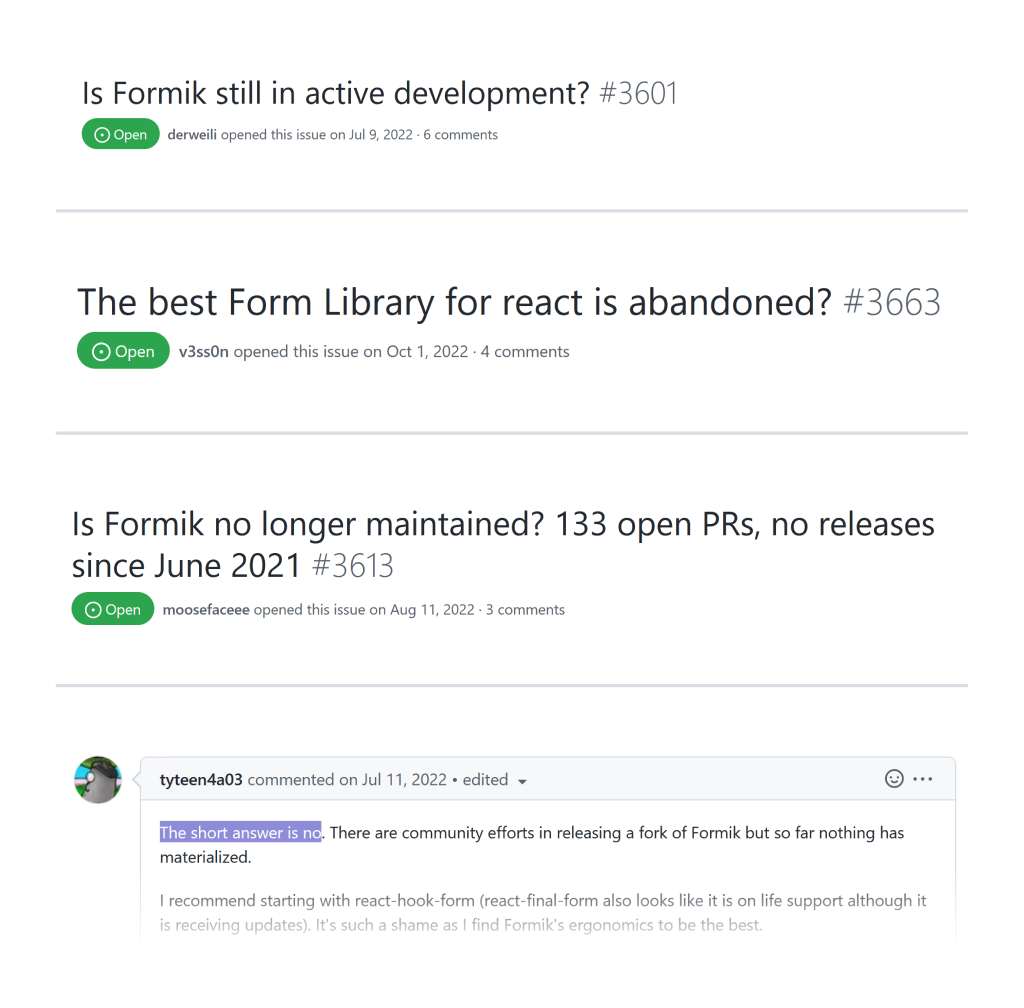 Is Formik still in active development? #3601
Open derweili opened this issue on Jul 9, 2022 · 6 comments
The best Form Library for react is abandoned? #3663
Open v3ss0n opened this issue on Oct 1, 2022 · 4 comments
Is Formik no longer maintained? 133 open PRs, no releases
since June 2021 #3613
Open moosefaceee opened this issue on Aug 11, 2022 · 3 comments
tyteen4a03 commented on Jul 11, 2022 • edited
The short answer is no. There are community efforts in releasing a fork of Formik but so far nothing has
materialized.
I recommend starting with react-hook-form (react-final-form also looks like it is on life support although it
is receiving updates). It's such a shame as I find Formik's ergonomics to be the best.